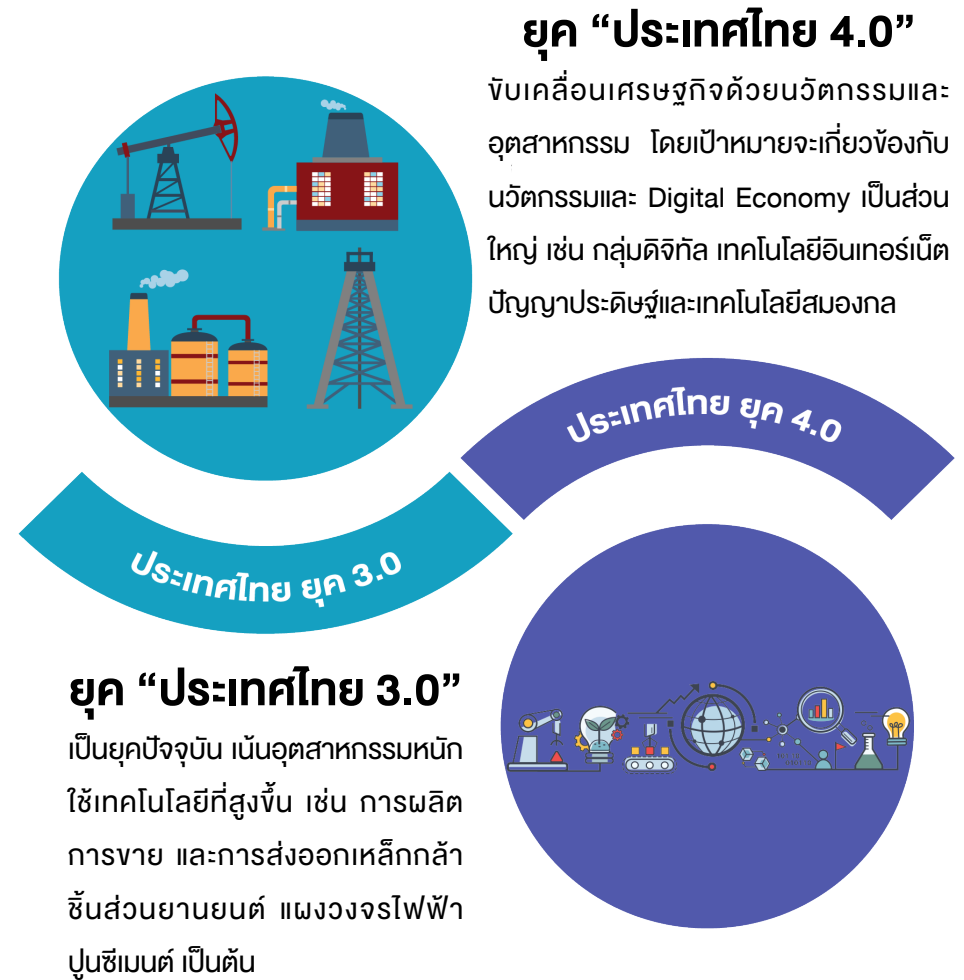 ยุค “ประเทศไทย 4.0”
ขับเคลื่อนเศรษฐกิจด้วยนวัตกรรมและ
อุตสาหกรรม โดยเป้าหมายจะเกี่ยวข้องกับ
นวัตกรรมและ Digital Economy เป็นส่วน
ใหญ่ เช่น กลุ่มดิจิทัล เทคโนโลยีอินเทอร์เน็ต
ปัญญาประดิษฐ์และเทคโนโลยีสมองกล
ประเทศไทย ยุค 4.0
ประเทศไทย ยุค 3.0
ยุค “ประเทศไทย 3.0”
เป็นยุคปัจจุบัน เน้นอุตสาหกรรมหนัก
ใช้เทคโนโลยีที่สูงขึ้น เช่น การผลิต
การขาย และการส่งออกเหล็กกล้า
ชิ้นส่วนยานยนต์ แผงวงจรไฟฟ้า
ปูนซีเมนต์ เป็นต้น